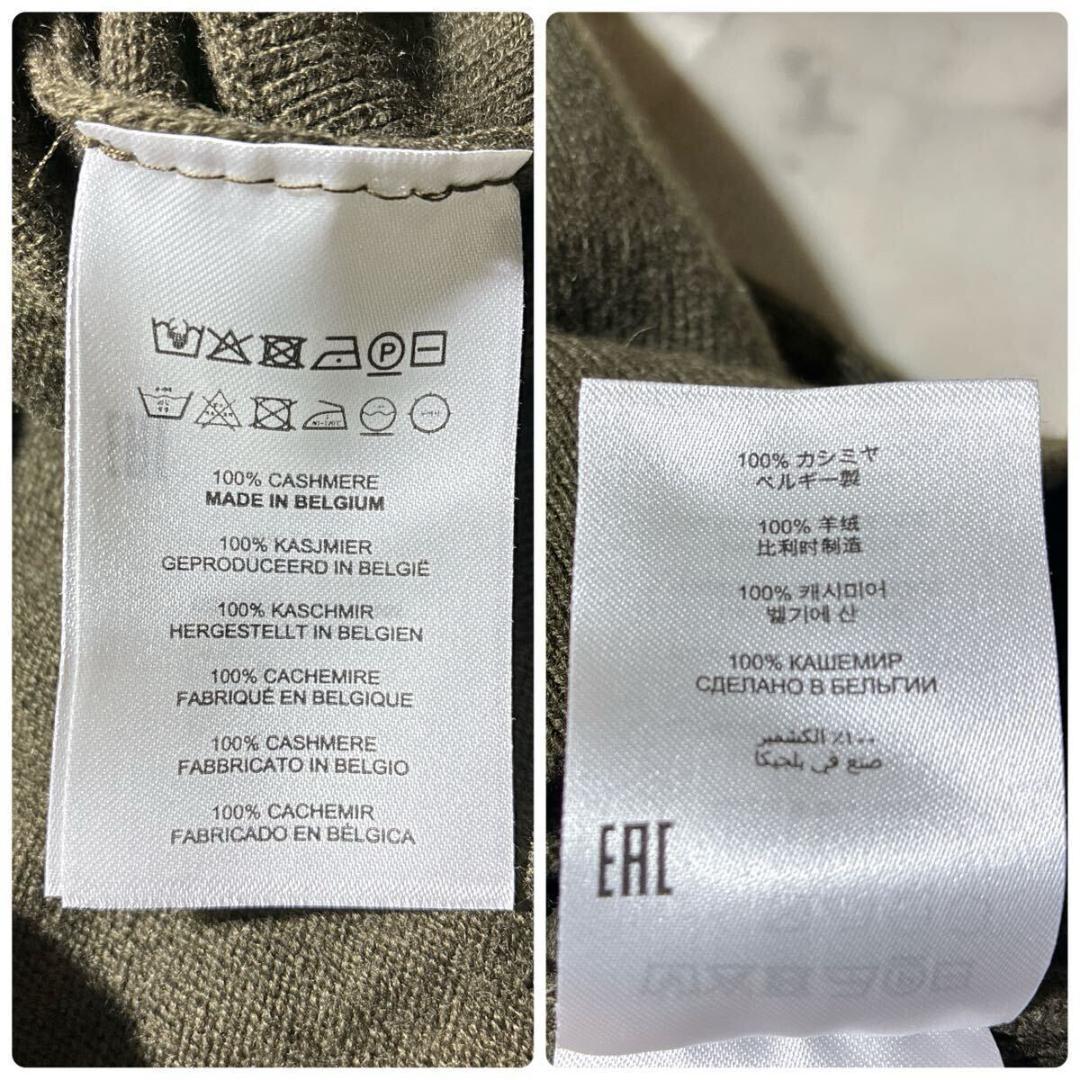 100% CASHMERE
MADE IN BELGIUM
100% KASJMIER
GEPRODUCEERD IN BELGIË
100% KASCHMIR
HERGESTELLT IN BELGIEN
100% CACHEMIRE
FABRIQUÉ EN BELGIQUE
100% CASHMERE
FABBRICATO IN BELGIO
100% CACHEMIR
FABRICADO EN BÉLGICA
100% カシミヤ
ベルギー製
100% 羊绒
比利时制造
100% 캐시미어
벨기에 산
100% КАШЕМИР
СДЕЛАНО В БЕЛЬГИИ
١٠٠٪ الكشمير
صنع في بلجيكا
EAC